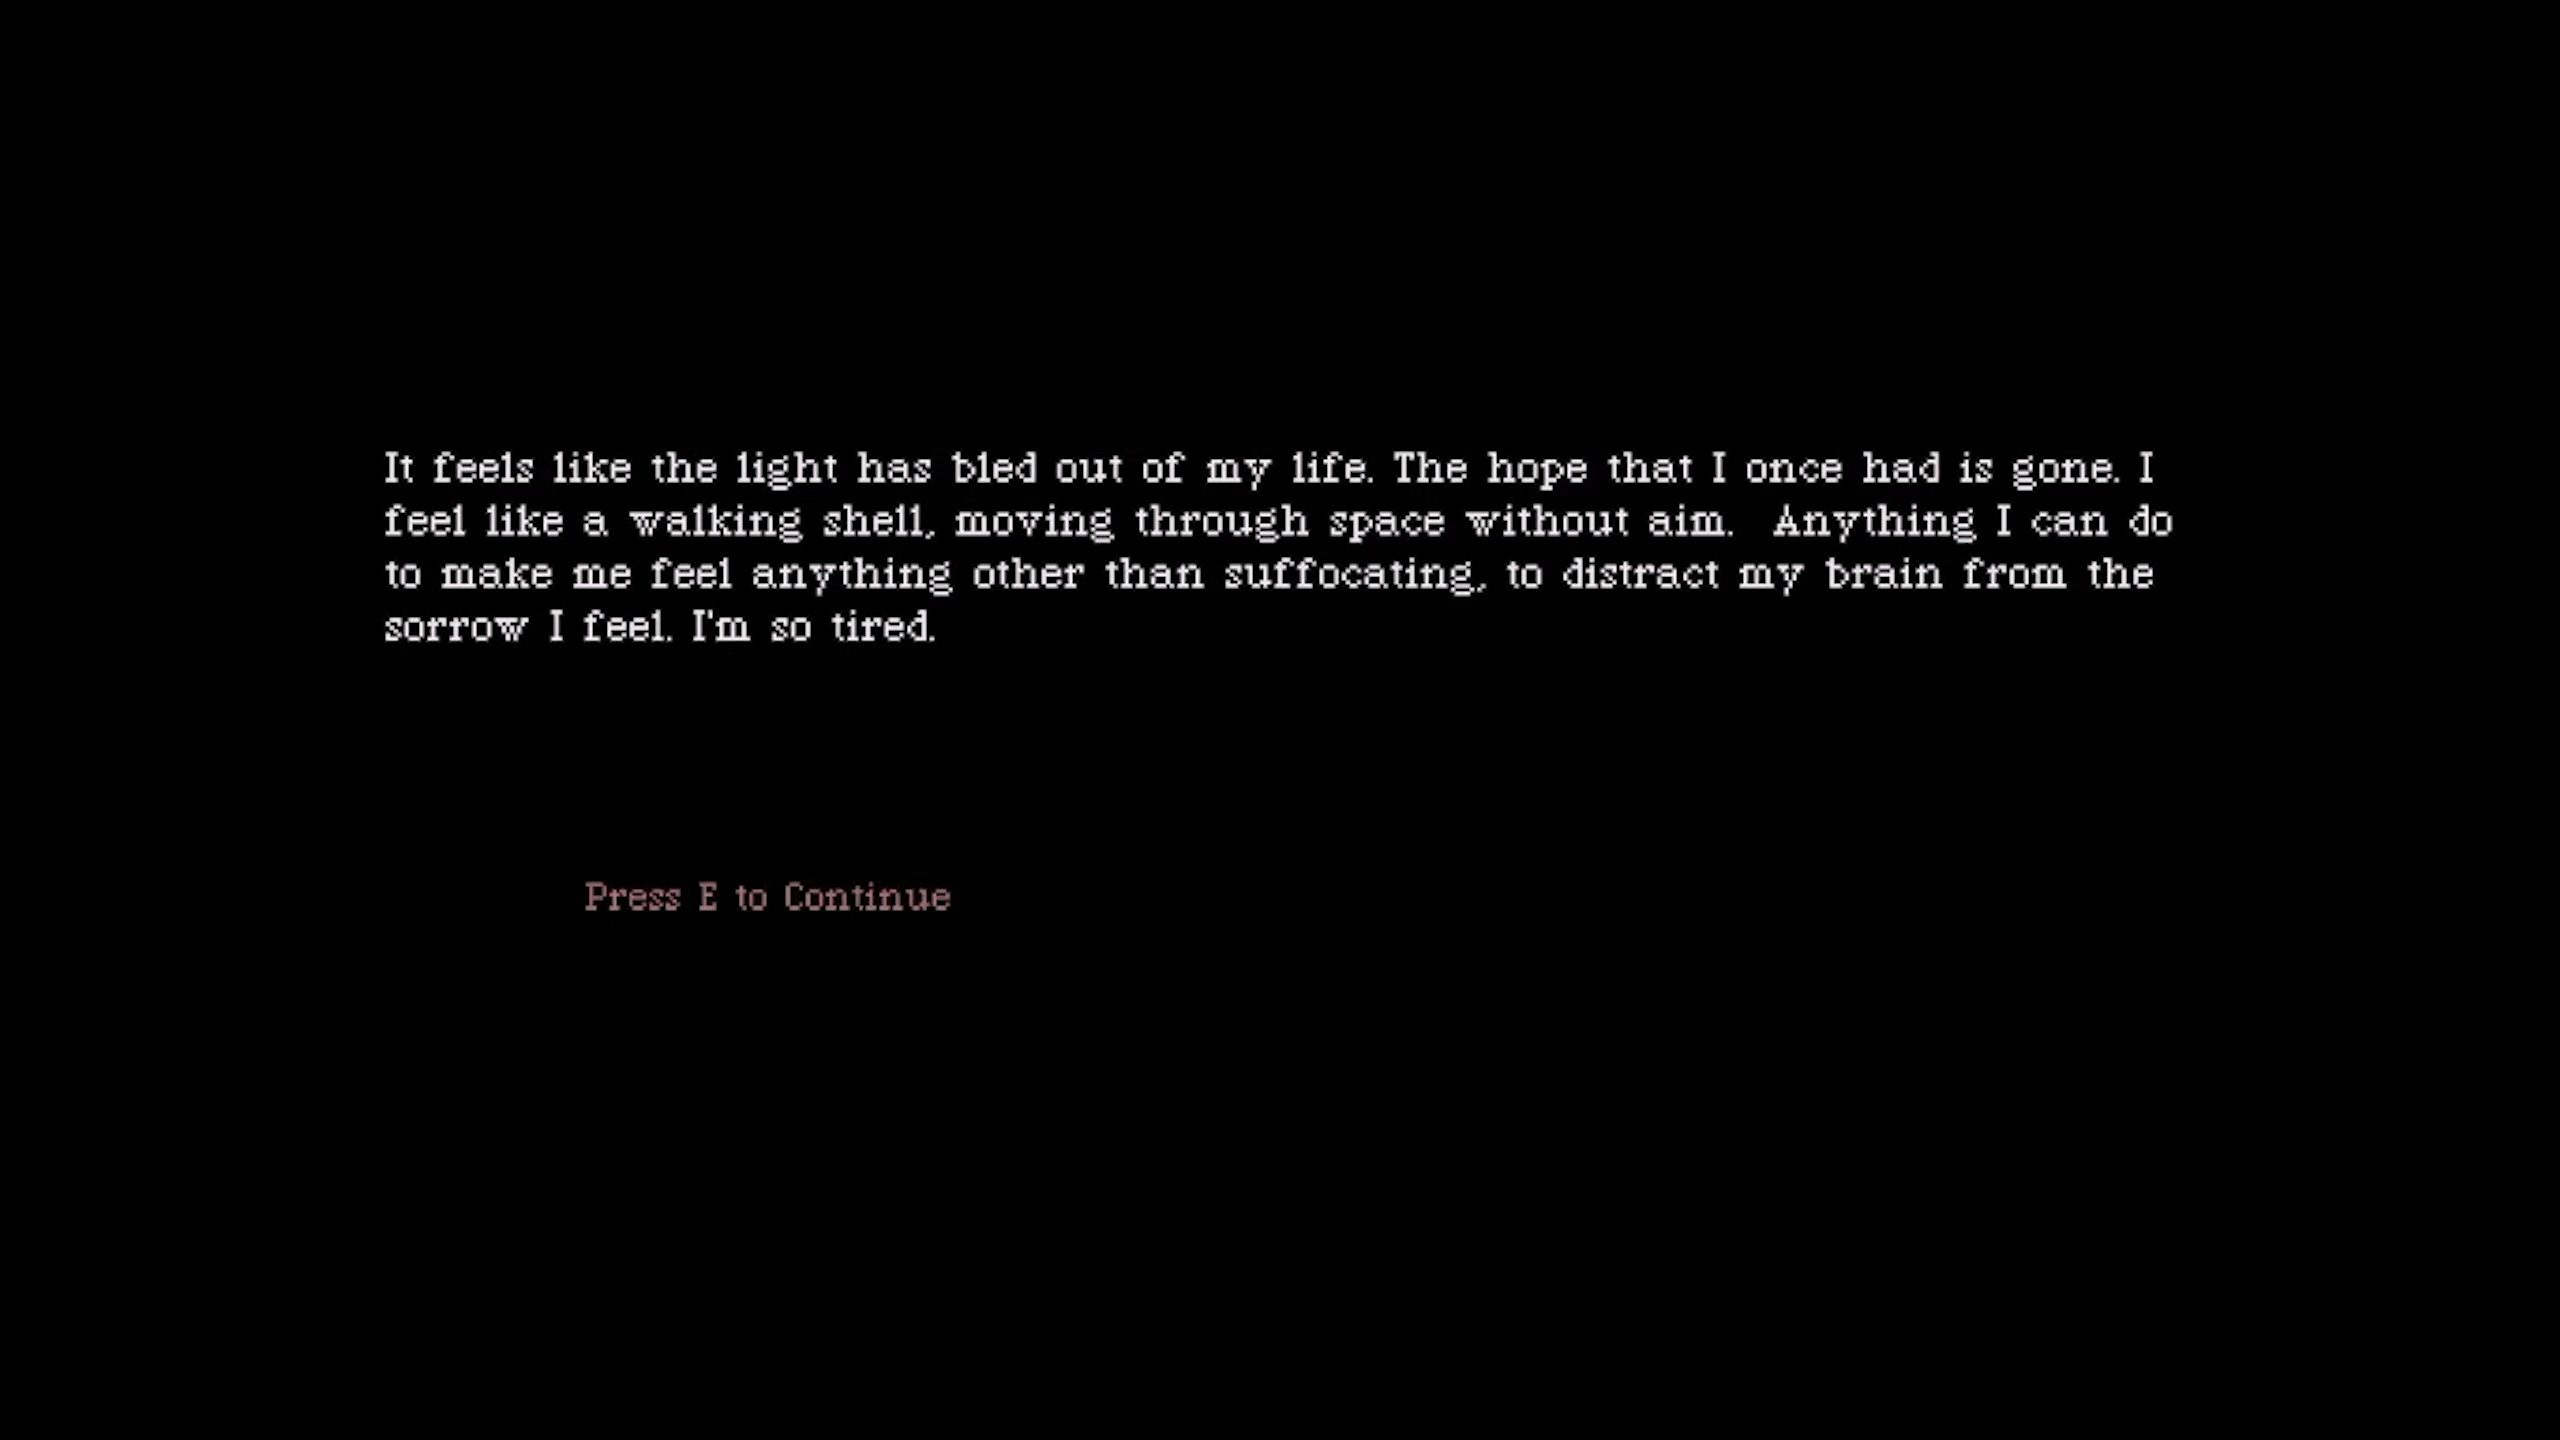 It feels like the light has bled out of my life. The hope that I once had is gone. I
feel like a walking shell, moving through space without aim.  Anything I can do
to make me feel anything other than suffocating, to distract my brain from the
sorrow I feel. I'm so tired.
Press E to Continue